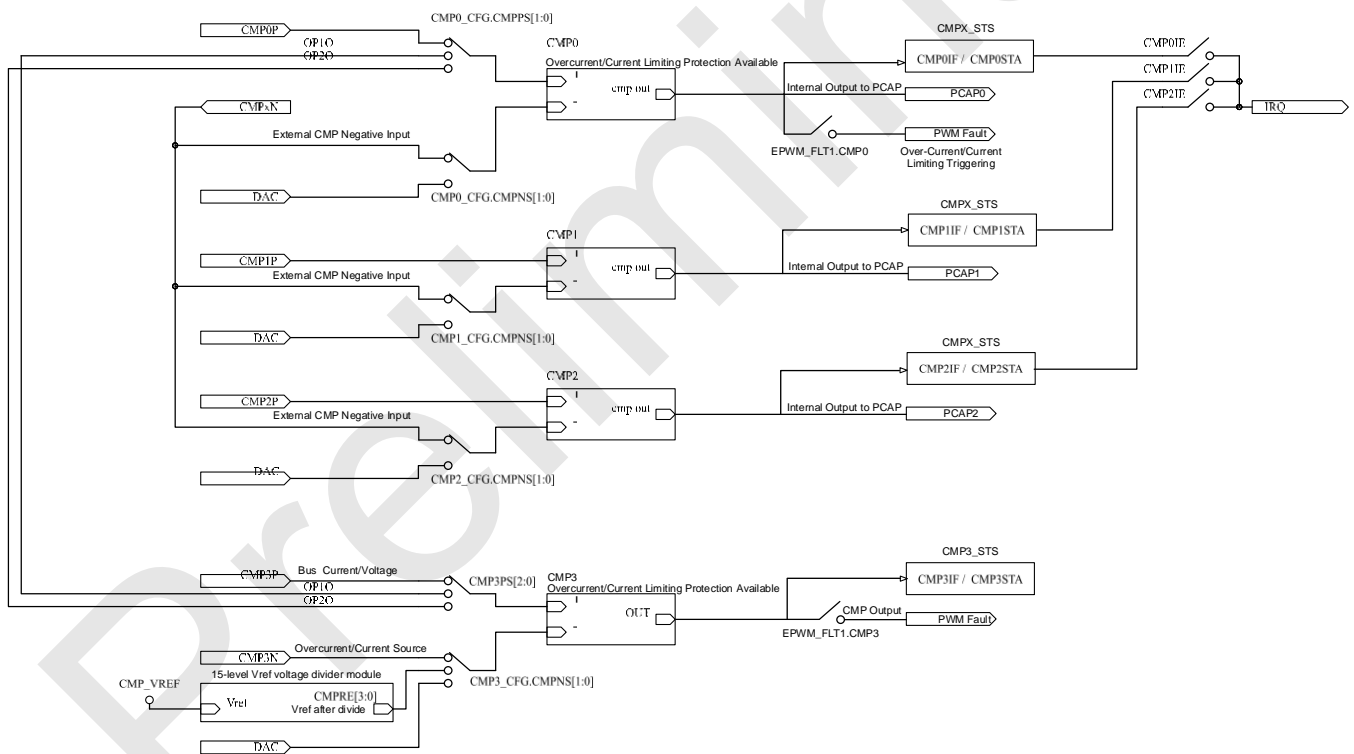 CMP0_CFG.CMPPS[1:0]
CMP0P
OP1O
OP2O
CMP0
Overcurrent/Current Limiting Protection Available
+
-
cmp out
CMPxN
External CMP Negative Input
DAC
CMP0_CFG.CMPNS[1:0]
CMPX_STS
CMP0IF / CMP0STA
Internal Output to PCAP
PCAP0
EPWM_FLT1.CMP0
PWM Fault
Over-Current/Current
Limiting Triggering
CMP0IE
CMP1IE
CMP2IE
IRQ
CMP1
CMP1P
External CMP Negative Input
+
-
cmp out
DAC
CMP1_CFG.CMPNS[1:0]
CMPX_STS
CMP1IF / CMP1STA
Internal Output to PCAP
PCAP1
CMP2
CMP2P
External CMP Negative Input
+
-
cmp out
DAC
CMP2_CFG.CMPNS[1:0]
CMPX_STS
CMP2IF / CMP2STA
Internal Output to PCAP
PCAP2
CMP3P
Bus Current/Voltage
OP1O
OP2O
CMP3PS[2:0]
CMP3
Overcurrent/Current Limiting Protection Available
+
-
OUT
CMP3N
Overcurrent/Current Source
15-level Vref voltage divider module
CMP_VREF
Vref
CMPRE[3:0]
Vref after divide
DAC
CMP3_CFG.CMPNS[1:0]
CMP3_STS
CMP3IF / CMP3STA
CMP Output
EPWM_FLT1.CMP3
PWM Fault
Prelimin